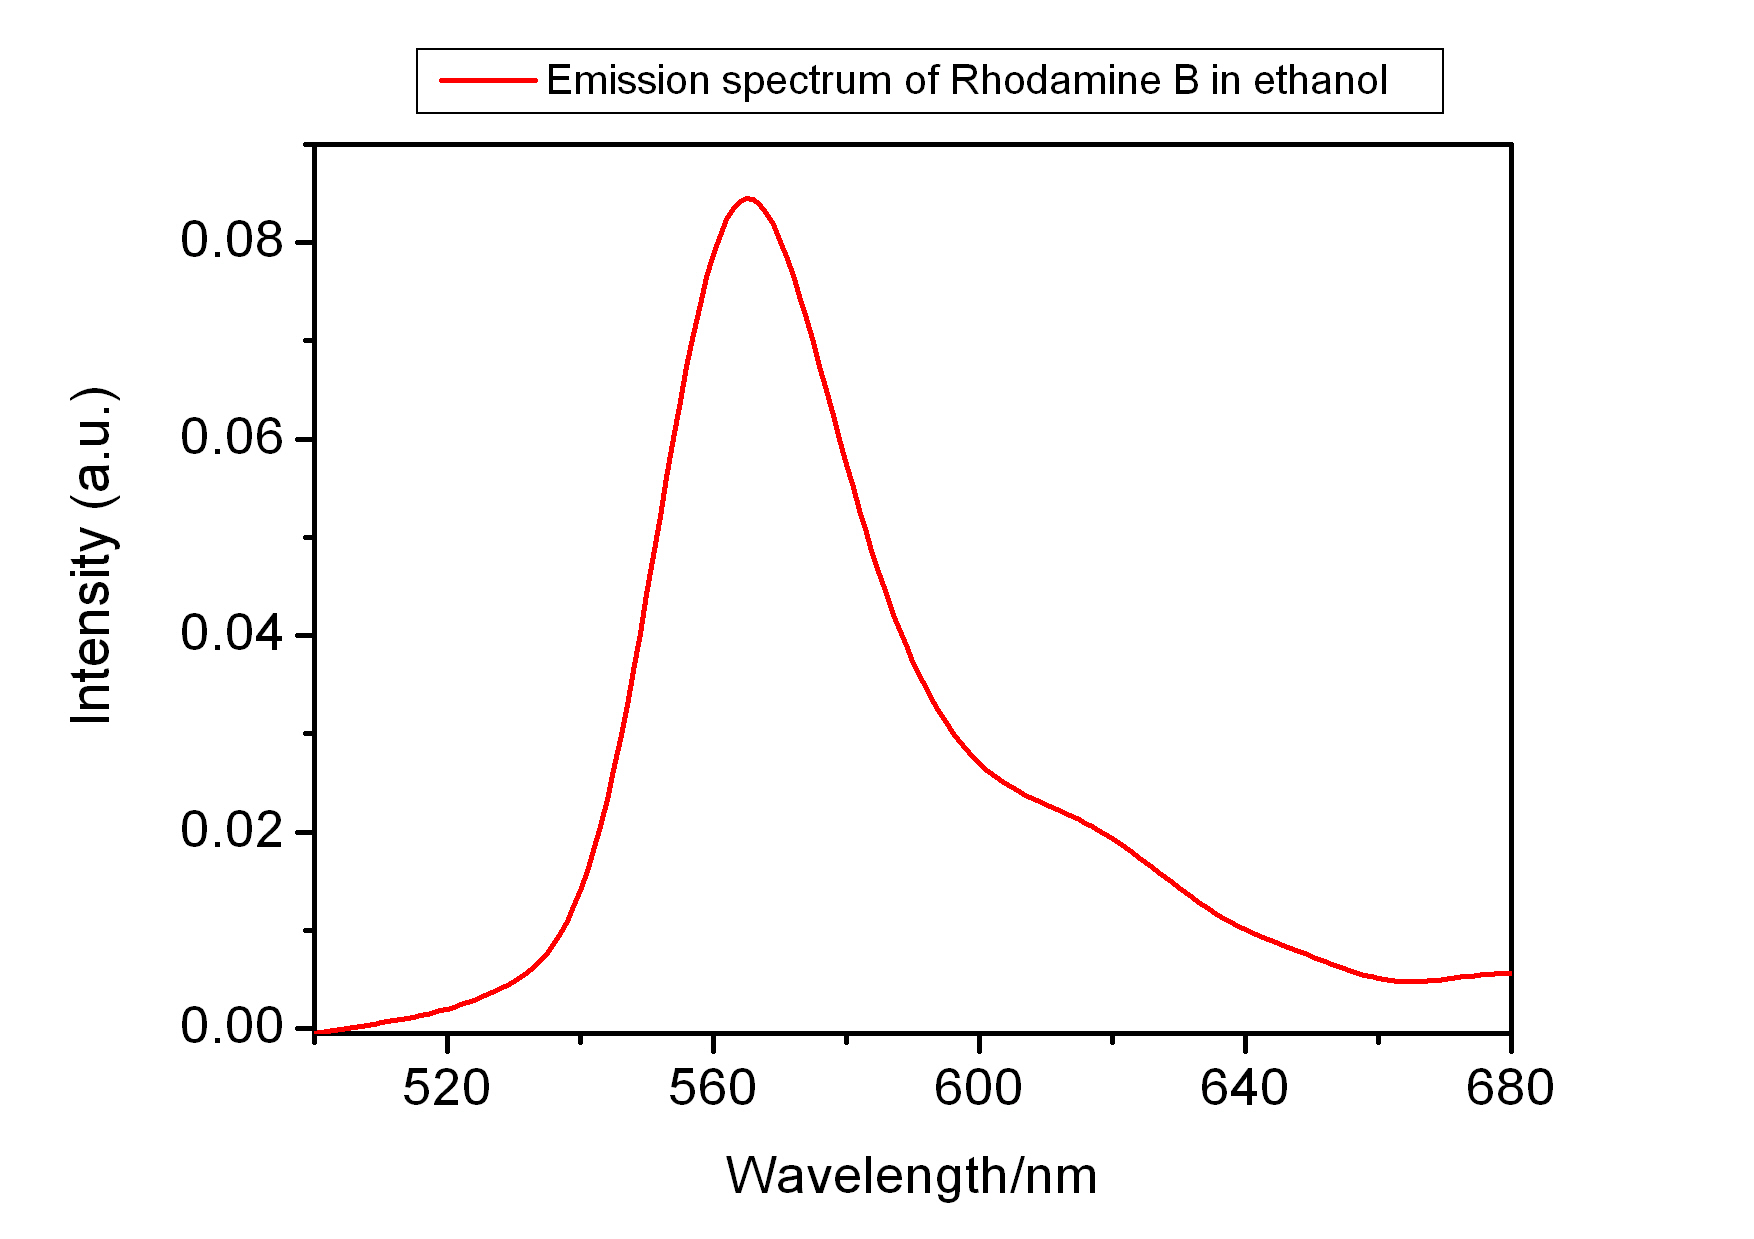 Emission spectrum of Rhodamine B in ethanol
0.08
0.06
0.04
0.02
0.00
Intensity (a.u.)
520 560 600 640 680
Wavelength/nm